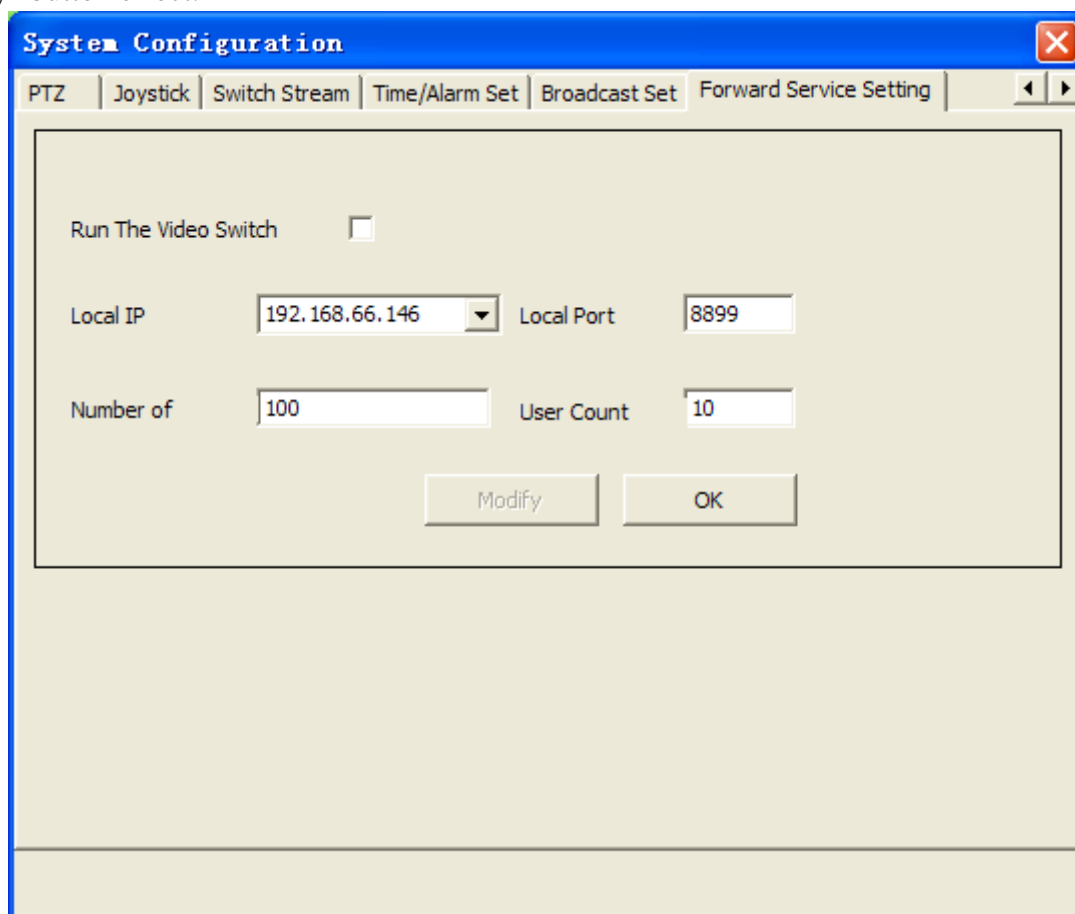 System Configuration
PTZ Joystick Switch Stream Time/Alarm Set Broadcast Set Forward Service Setting
Run The Video Switch
Local IP 192.168.66.146 Local Port 8899
Number of 100 User Count 10
Modify OK